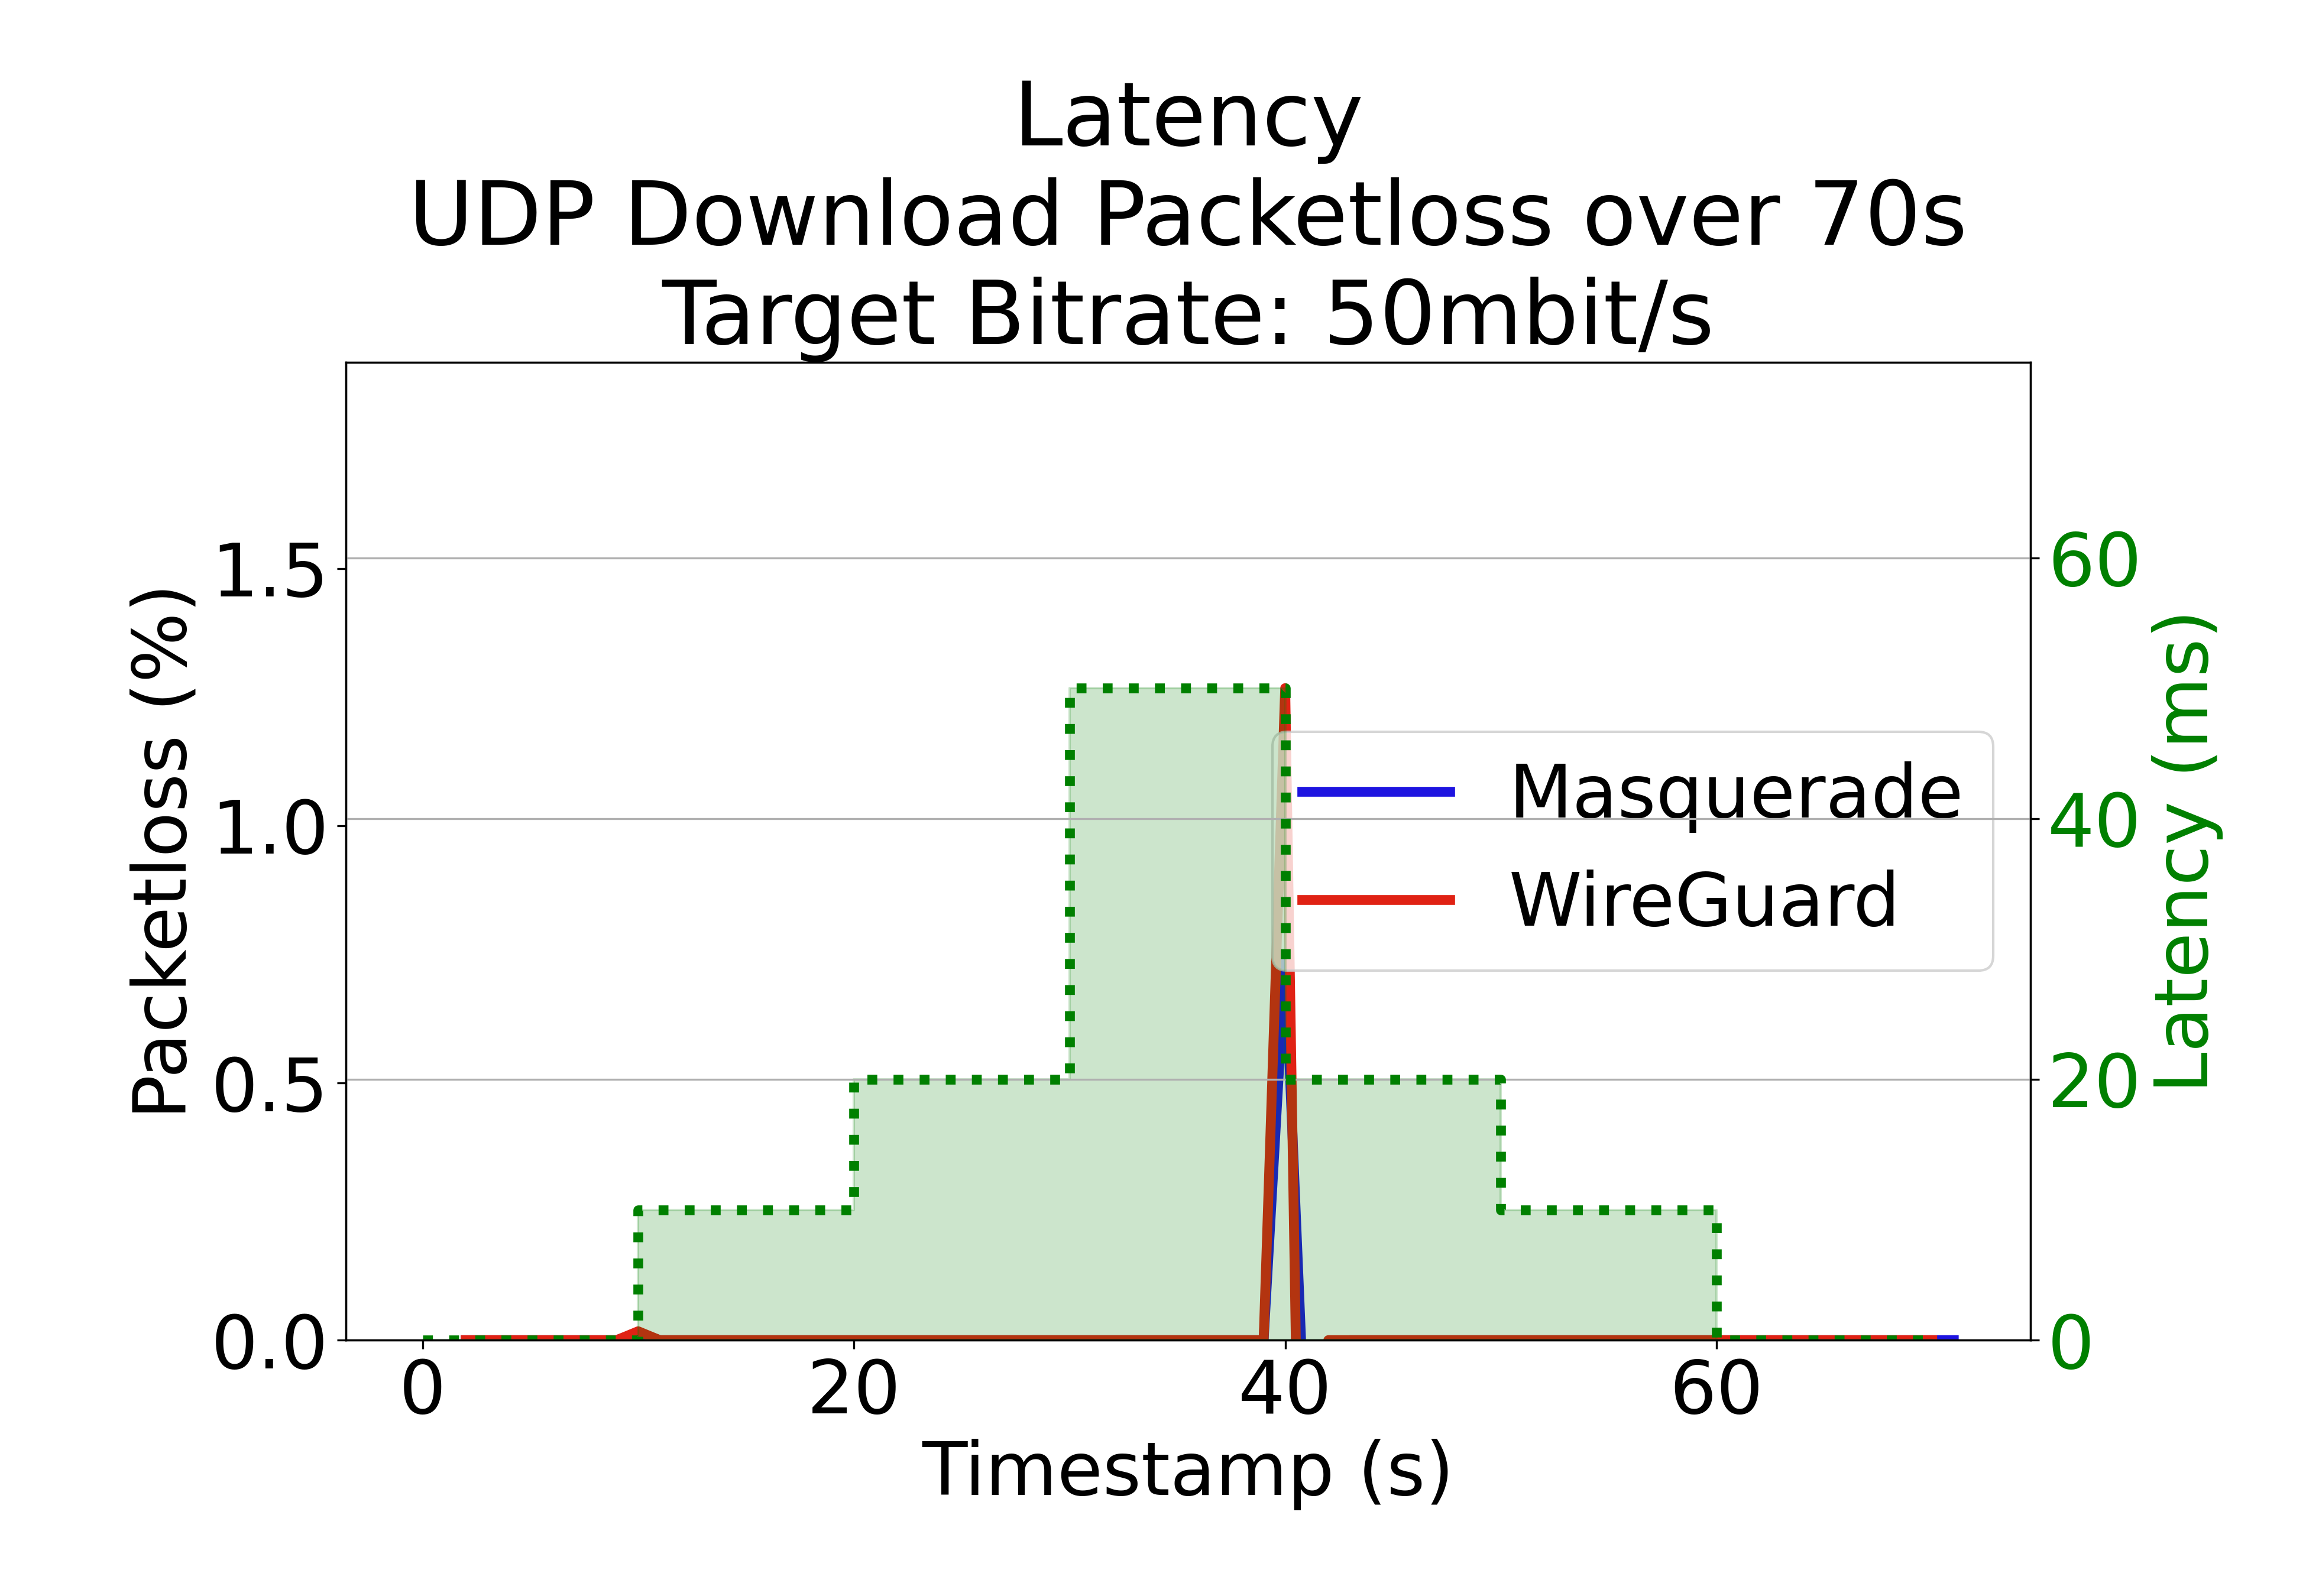 Latency
UDP Download Packetloss over 70s
Target Bitrate: 50mbit/s
Packetloss (%)
1.5
1.0
0.5
0.0
Masquerade
WireGuard
60
40
20
0
Latency (ms)
0
20
40
60
Timestamp (s)